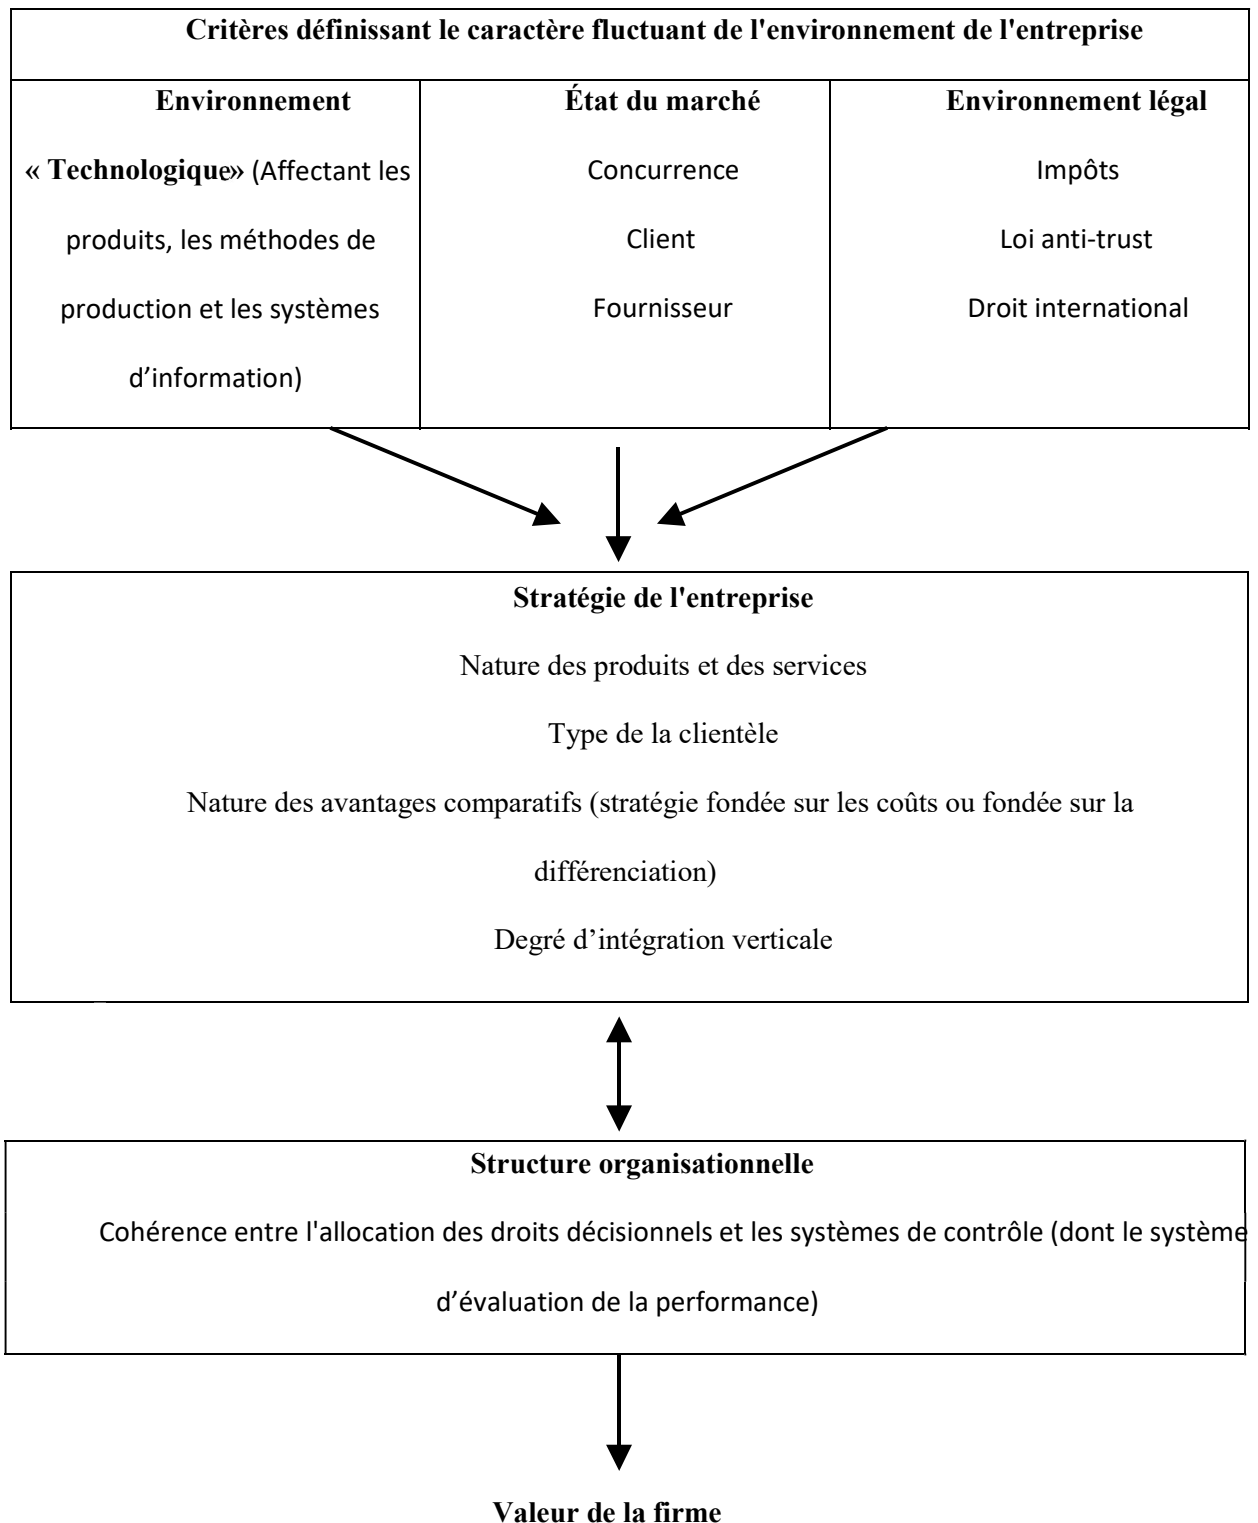 Critères définissant le caractère fluctuant de l'environnement de l'entreprise
Environnement
« Technologique» (Affectant les
produits, les méthodes de
production et les systèmes
d’information)
État du marché
Concurrence
Client
Fournisseur
Environnement légal
Impôts
Loi anti-trust
Droit international
Stratégie de l'entreprise
Nature des produits et des services
Type de la clientèle
Nature des avantages comparatifs (stratégie fondée sur les coûts ou fondée sur la
différenciation)
Degré d’intégration verticale
Structure organisationnelle
Cohérence entre l'allocation des droits décisionnels et les systèmes de contrôle (dont le système
d’évaluation de la performance)
Valeur de la firme